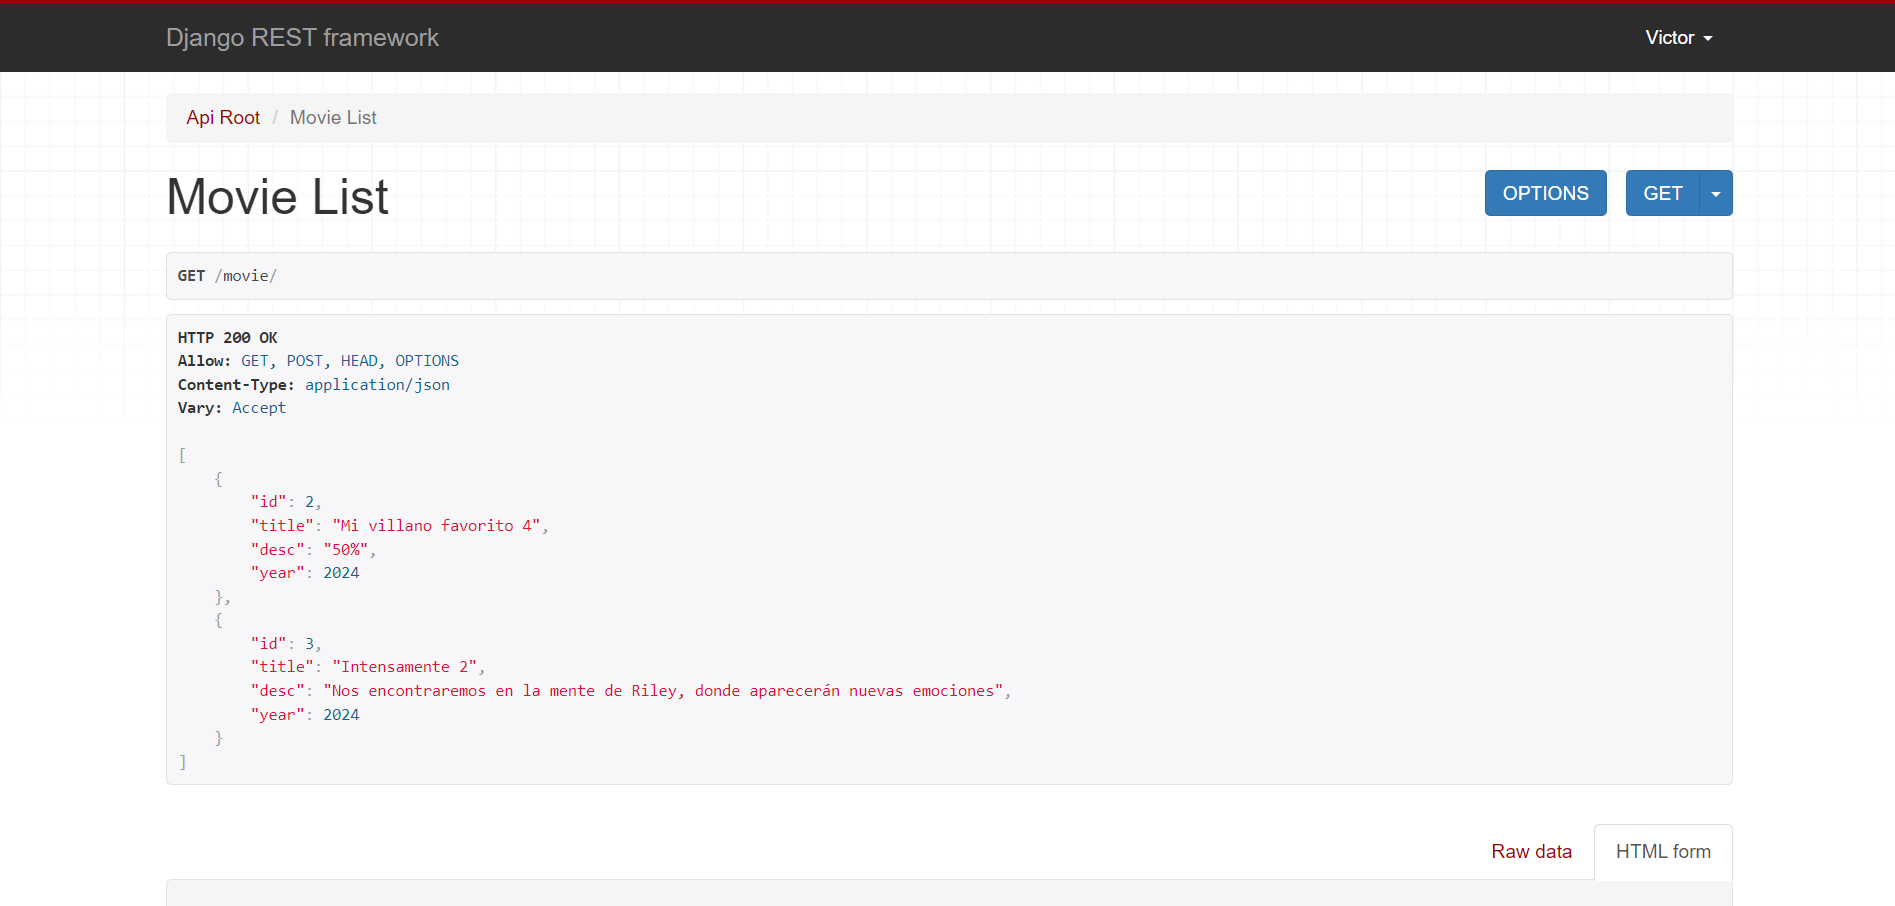 Django REST framework
Victor
Api Root / Movie List
Movie List
OPTIONS
GET
GET /movie/
HTTP 200 OK
Allow: GET, POST, HEAD, OPTIONS
Content-Type: application/json
Vary: Accept
[
    {
        "id": 2,
        "title": "Mi villano favorito 4",
        "desc": "50%",
        "year": 2024
    },
    {
        "id": 3,
        "title": "Intensamente 2",
        "desc": "Nos encontraremos en la mente de Riley, donde aparecerán nuevas emociones",
        "year": 2024
    }
]
Raw data
HTML form